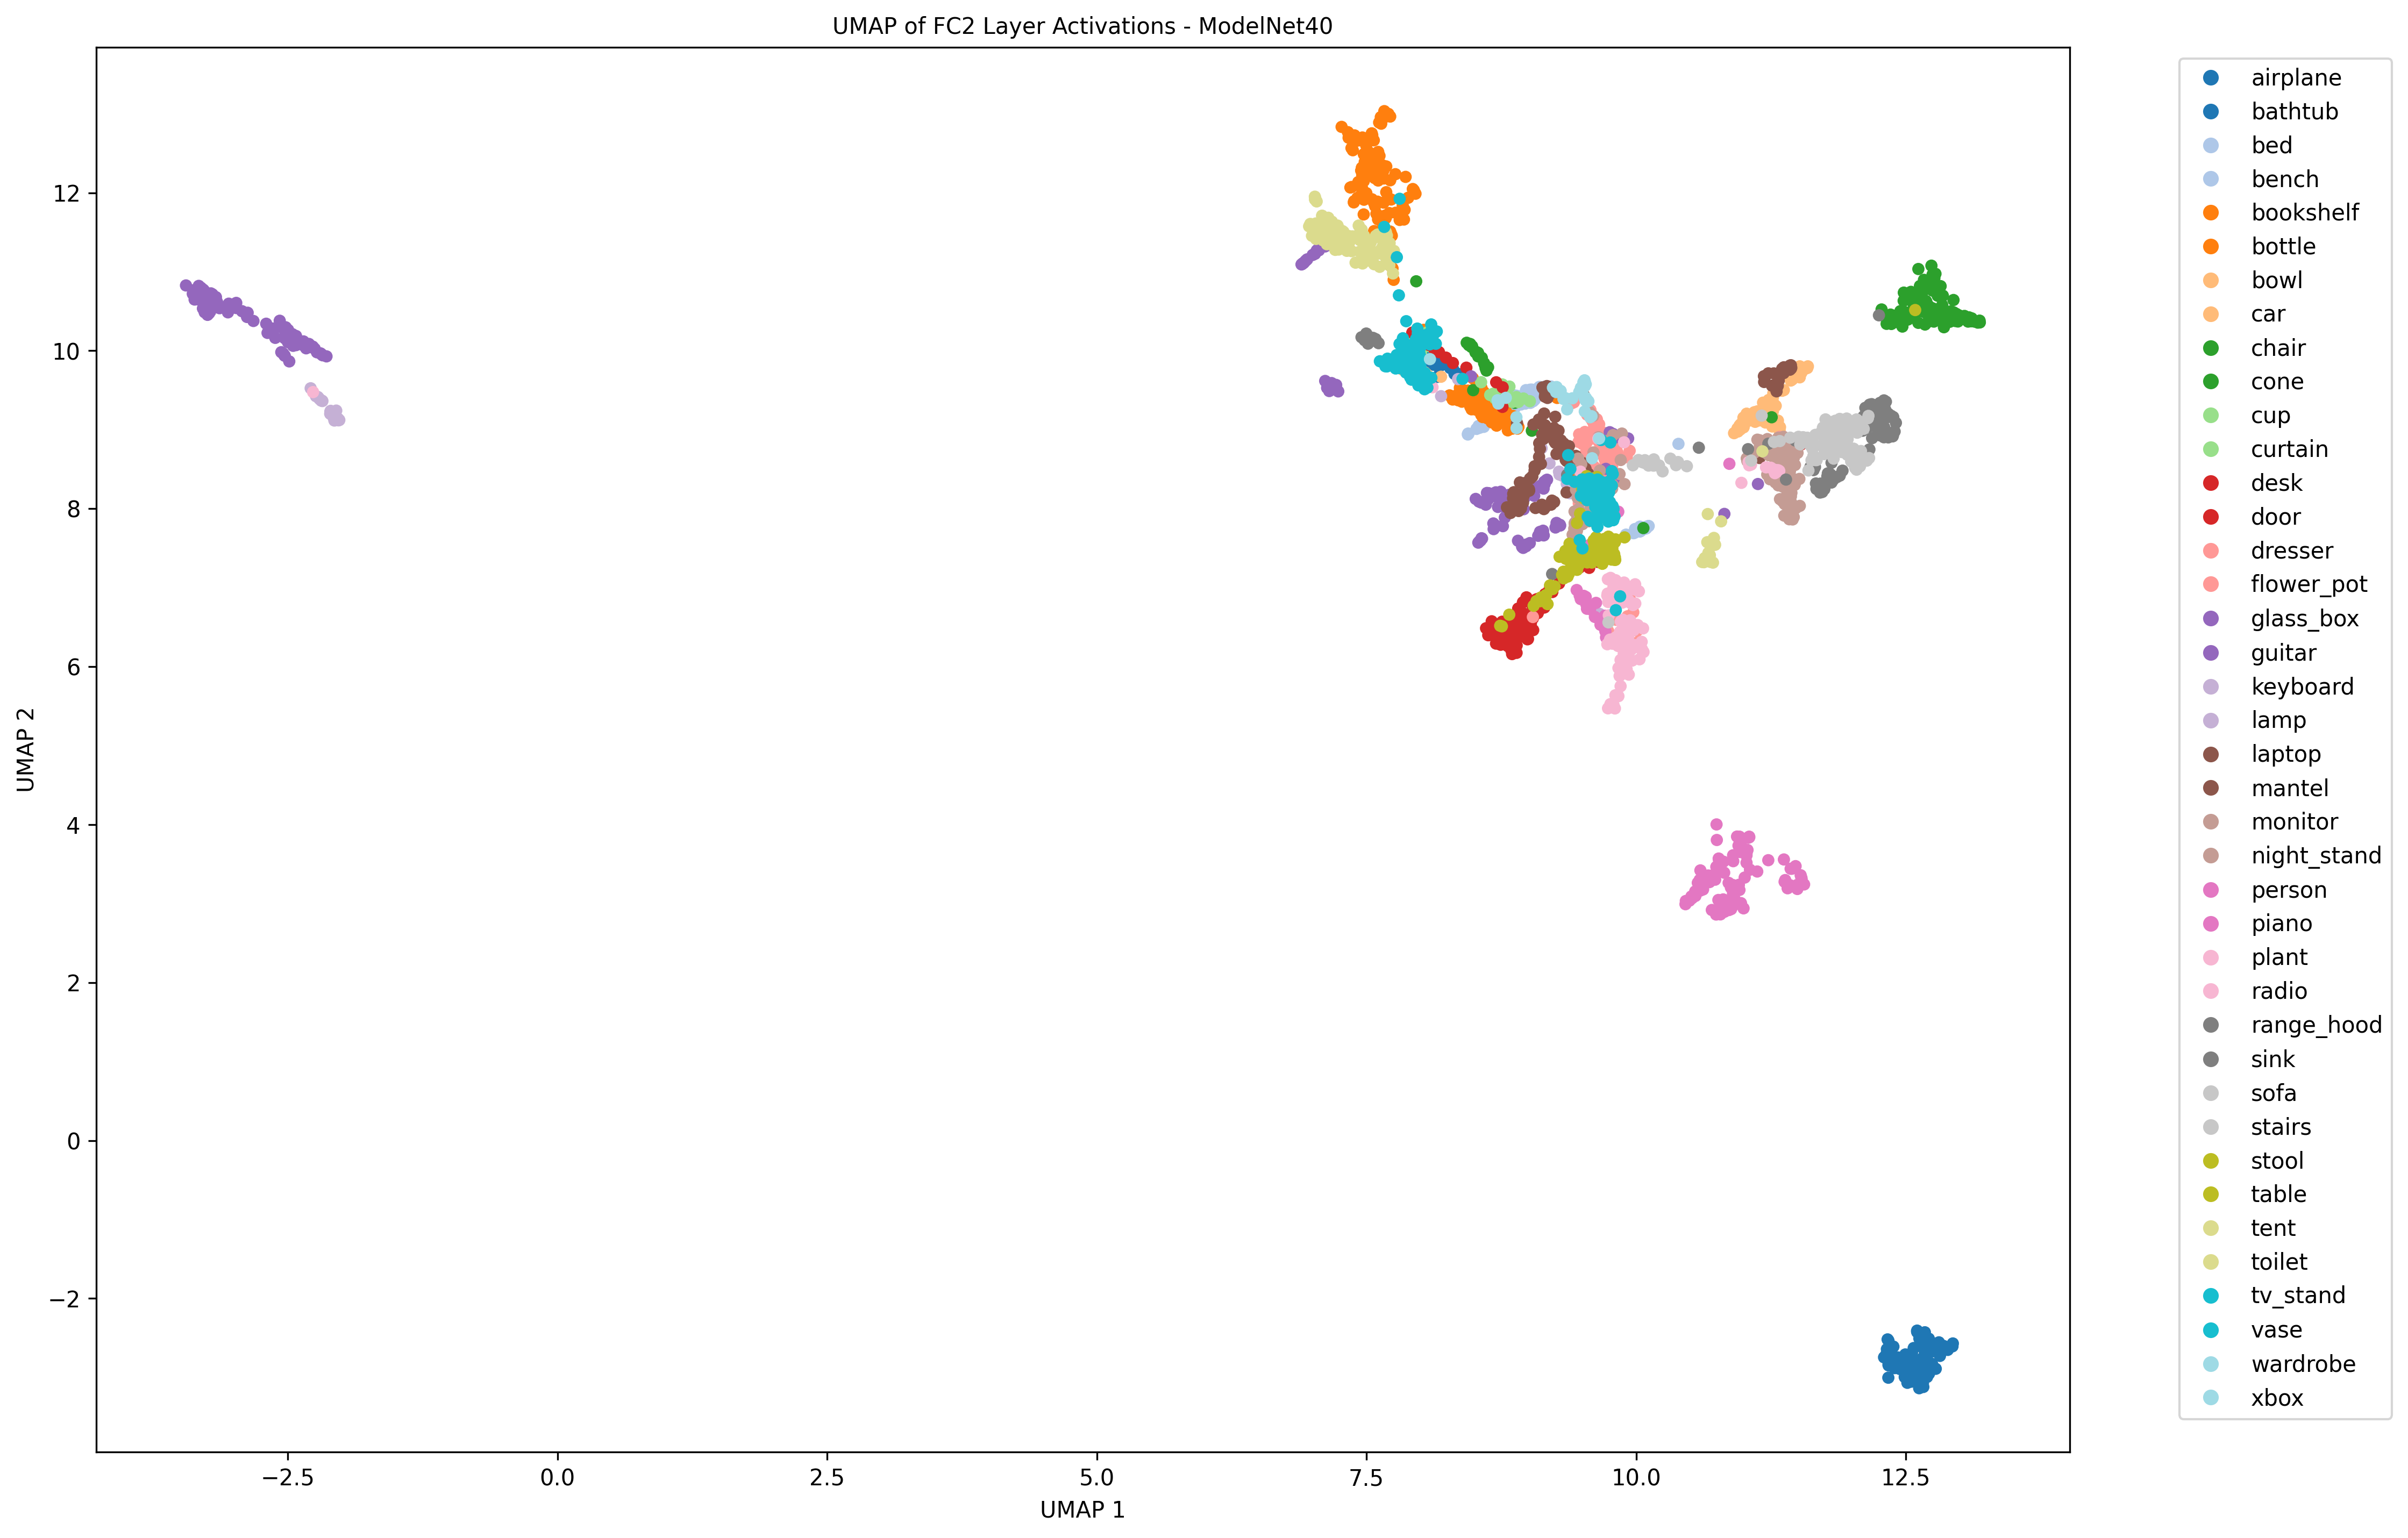 UMAP of FC2 Layer Activations - ModelNet40
12
10
8
6
4
2
0
−2
UMAP 2
−2.5
0.0
2.5
5.0
7.5
10.0
12.5
UMAP 1
airplane
bathtub
bed
bench
bookshelf
bottle
bowl
car
chair
cone
cup
curtain
desk
door
dresser
flower_pot
glass_box
guitar
keyboard
lamp
laptop
mantel
monitor
night_stand
person
piano
plant
radio
range_hood
sink
sofa
stairs
stool
table
tent
toilet
tv_stand
vase
wardrobe
xbox